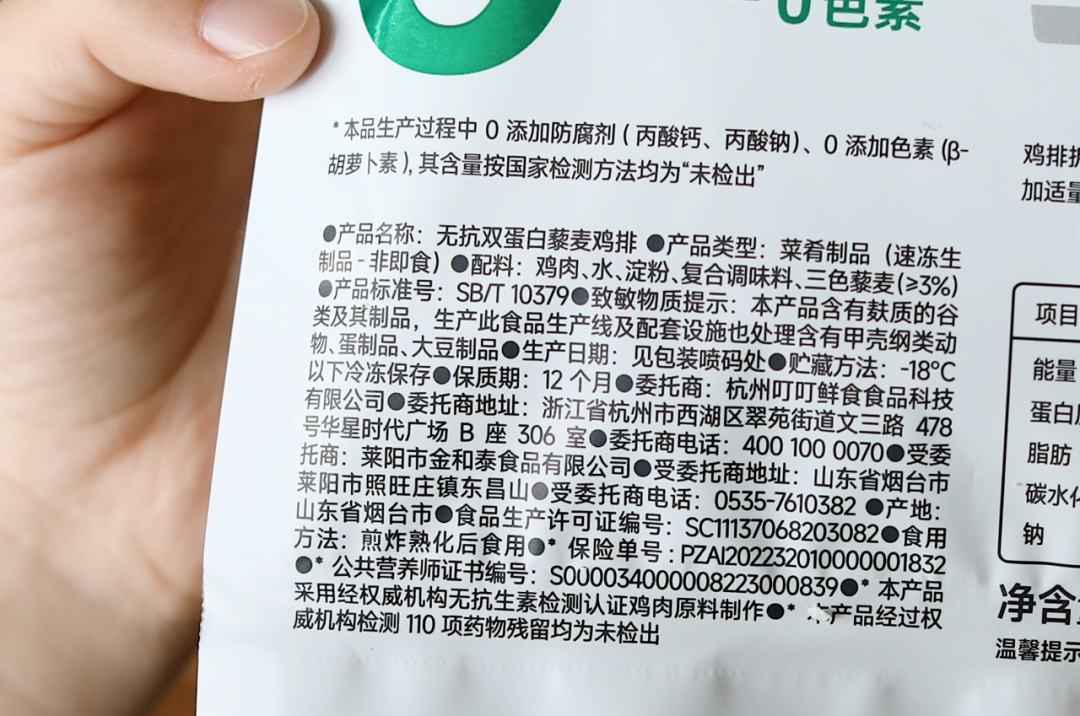 0色素
*本品生产过程中 0 添加防腐剂(丙酸钙、丙酸钠)、0 添加色素(β-
胡萝卜素),其含量按国家检测方法均为“未检出”
●产品名称：无抗双蛋白藜麦鸡排 ●产品类型：菜肴制品（速冻生
制品-非即食）●配料：鸡肉、水、淀粉、复合调味料、三色藜麦(≥3%)
●产品标准号：SB/T 10379●致敏物质提示：本产品含有麸质的谷
类及其制品，生产此食品生产线及配套设施也处理含有甲壳纲类动
物、蛋制品、大豆制品●生产日期：见包装喷码处●贮藏方法：-18°C
以下冷冻保存●保质期：12 个月●委托商：杭州叮叮鲜食食品科技
有限公司●委托商地址：浙江省杭州市西湖区翠苑街道文三路 478
号华星时代广场 B 座 306 室●委托商电话：400 100 0070●受委
托商：莱阳市金和泰食品有限公司●受委托商地址：山东省烟台市
莱阳市照旺庄镇东昌山●受委托商电话：0535-7610382 ●产地：
山东省烟台市●食品生产许可证编号：SC11137068203082●食用
方法：煎炸熟化后食用●* 保险单号:PZAI20223201000000­1832
●* 公共营养师证书编号：S000034000008223000839●* 本产品
采用经权威机构无抗生素检测认证鸡肉原料制作●* 本产品经过权
威机构检测 110 项药物残留均为未检出
鸡排
加适量
项目
能量
蛋白
脂肪
碳水
钠
净含
温馨提示